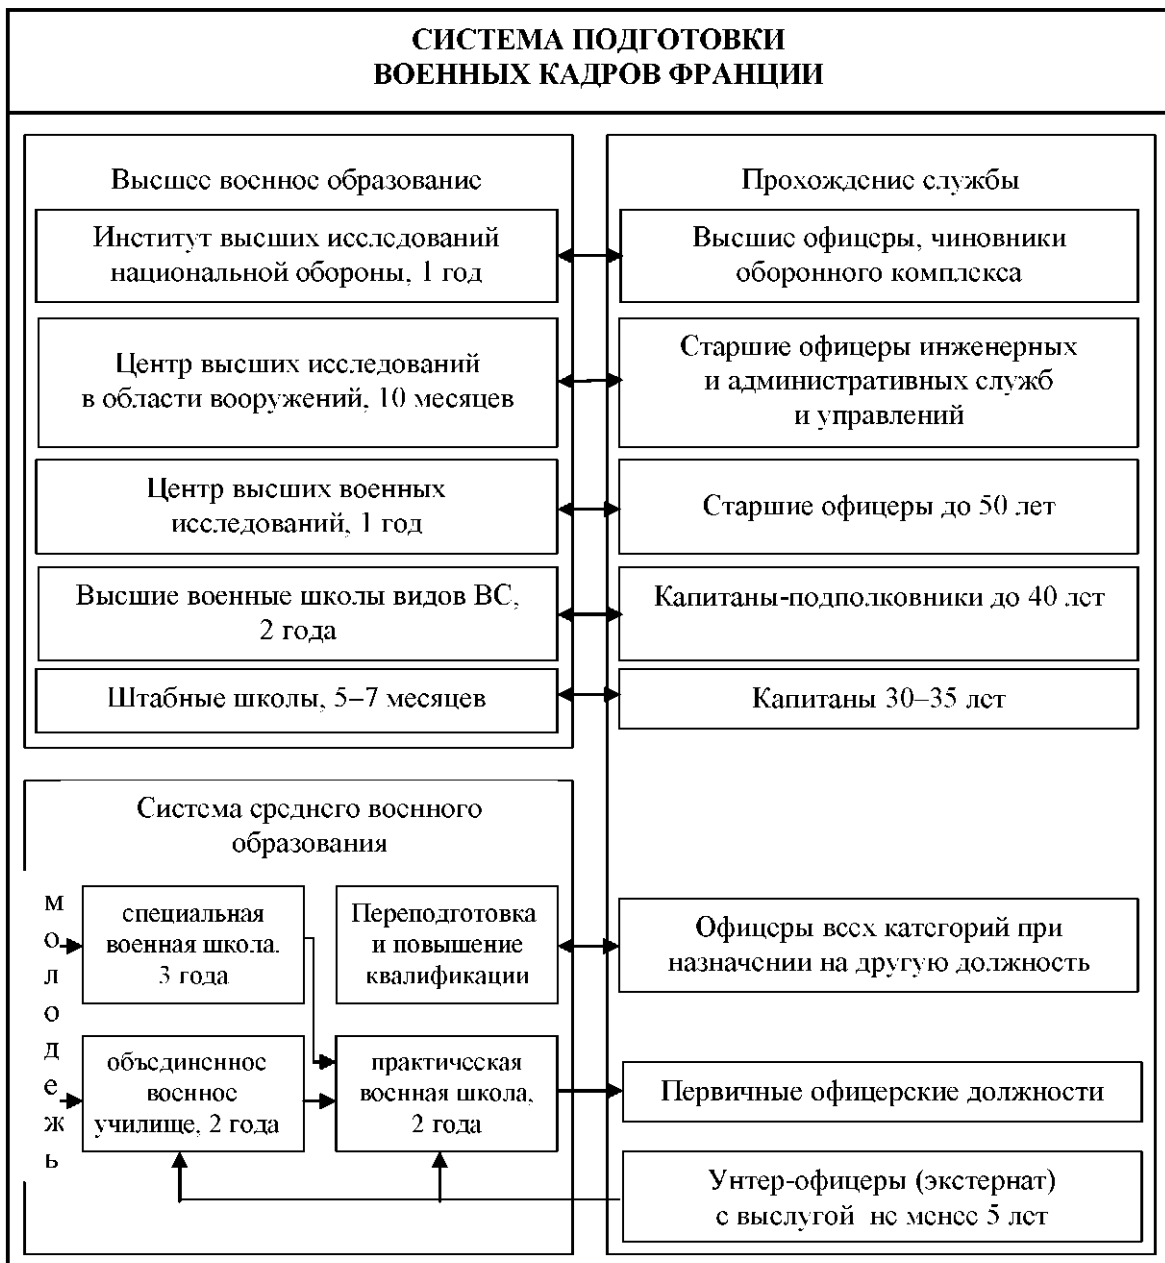 СИСТЕМА ПОДГОТОВКИ
ВОЕННЫХ КАДРОВ ФРАНЦИИ
Высшее военное образование
Институт высших исследований
национальной обороны, 1 год
Центр высших исследований
в области вооружений, 10 месяцев
Центр высших военных
исследований, 1 год
Высшие военные школы видов ВС,
2 года
Штабные школы, 5–7 месяцев
Прохождение службы
Высшие офицеры, чиновники
оборонного комплекса
Старшие офицеры инженерных
и административных служб
и управлений
Старшие офицеры до 50 лет
Капитаны-подполковники до 40 лет
Капитаны 30–35 лет
Система среднего военного
образования
молодежь
специальная
военная школа.
3 года
Переподготовка
и повышение
квалификации
объединенное
военное
училище, 2 года
практическая
военная школа,
2 года
Офицеры всех категорий при
назначении на другую должность
Первичные офицерские должности
Унтер-офицеры (экстернат)
с выслугой не менее 5 лет